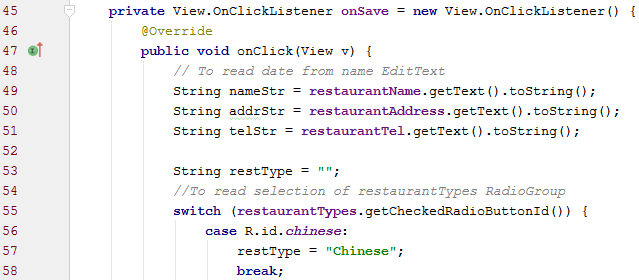 45 private View.OnClickListener onSave = new View.OnClickListener() {
46 @Override
47 public void onClick(View v) {
48 // To read date from name EditText
49 String nameStr = restaurantName.getText().toString();
50 String addrStr = restaurantAddress.getText().toString();
51 String telStr = restaurantTel.getText().toString();
52
53 String restType = "";
54 //To read selection of restaurantTypes RadioGroup
55 switch (restaurantTypes.getCheckedRadioButtonId()) {
56 case R.id.chinese:
57 restType = "Chinese";
58 break;